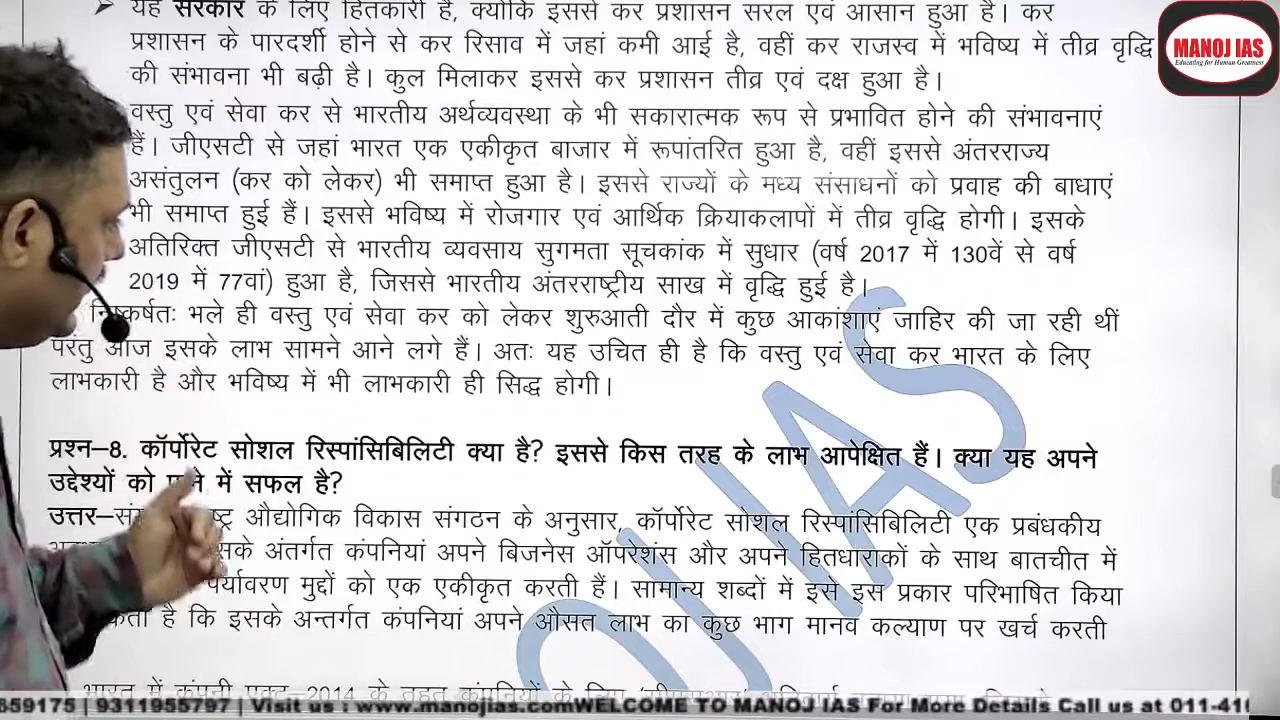 ➤ यह सरकार के लिए हितकारी है, क्योंकि इससे कर प्रशासन सरल एवं आसान हुआ है। कर
प्रशासन के पारदर्शी होने से कर रिसाव में जहां कमी आई है, वहीं कर राजस्व में भविष्य में तीव्र वृद्धि
की संभावना भी बढ़ी है। कुल मिलाकर इससे कर प्रशासन तीव्र एवं दक्ष हुआ है।
वस्तु एवं सेवा कर से भारतीय अर्थव्यवस्था के भी सकारात्मक रूप से प्रभावित होने की संभावनाएं
हैं। जीएसटी से जहां भारत एक एकीकृत बाजार में रूपांतरित हुआ है, वहीं इससे अंतरराज्य
असंतुलन (कर को लेकर) भी समाप्त हुआ है। इससे राज्यों के मध्य संसाधनों को प्रवाह की बाधाएं
भी समाप्त हुई हैं। इससे भविष्य में रोजगार एवं आर्थिक क्रियाकलापों में तीव्र वृद्धि होगी। इसके
अतिरिक्त जीएसटी से भारतीय व्यवसाय सुगमता सूचकांक में सुधार (वर्ष 2017 में 130वें से वर्ष
2019 में 77वां) हुआ है, जिससे भारतीय अंतरराष्ट्रीय साख में वृद्धि हुई है।
निष्कर्षतः भले ही वस्तु एवं सेवा कर को लेकर शुरुआती दौर में कुछ आकांशाएं जाहिर की जा रही थीं
परंतु आज इसके लाभ सामने आने लगे हैं। अतः यह उचित ही है कि वस्तु एवं सेवा कर भारत के लिए
लाभकारी है और भविष्य में भी लाभकारी ही सिद्ध होगी।
प्रश्न–8. कॉर्पोरेट सोशल रिस्पांसिबिलिटी क्या है? इससे किस तरह के लाभ आपेक्षित हैं। क्या यह अपने
उद्देश्यों को में सफल है?
उत्तर– औद्योगिक विकास संगठन के अनुसार, कॉर्पोरेट सोशल रिस्पांसिबिलिटी एक प्रबंधकीय
अंतर्गत कंपनियां अपने बिजनेस ऑपरेशंस और अपने हितधाराकों के साथ बातचीत में
पर्यावरण मुद्दों को एक एकीकृत करती हैं। सामान्य शब्दों में इसे इस प्रकार परिभाषित किया
है कि इसके अन्तर्गत कंपनियां अपने औसत लाभ का कुछ भाग मानव कल्याण पर खर्च करती
भारत में कंपनी एक्ट–2014 के तहत कंपनियों के लिए
MANOJ IAS
Educating for Human Greatness
659175 | 9311955797 | Visit us : www.manojias.comWELCOME TO MANOJ IAS For More Details Call us at 011-41